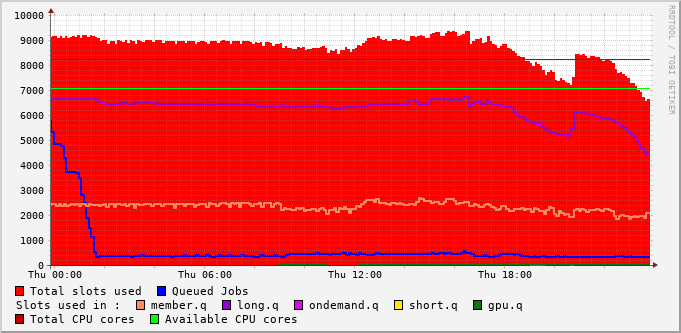 10000
9000
8000
7000
6000
5000
4000
3000
2000
1000
0
Thu 00:00 Thu 06:00 Thu 12:00 Thu 18:00
RRDTOOL / TOBI OETIKER
Total slots used Queued Jobs
Slots used in : member.q long.q ondemand.q short.q gpu.q
Total CPU cores Available CPU cores